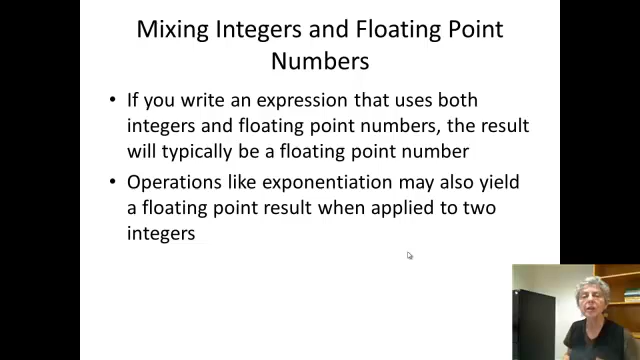 Mixing Integers and Floating Point
Numbers
• If you write an expression that uses both
integers and floating point numbers, the result
will typically be a floating point number
• Operations like exponentiation may also yield
a floating point result when applied to two
integers